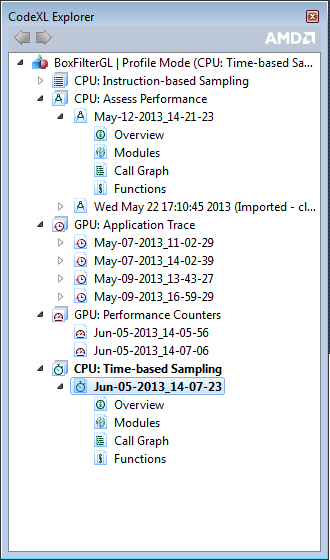 CodeXL Explorer
AMD
BoxFilterGL | Profile Mode (CPU: Time-based Sa...
CPU: Instruction-based Sampling
CPU: Assess Performance
May-12-2013_14-21-23
Overview
Modules
Call Graph
Functions
Wed May 22 17:10:45 2013 (Imported - cl...
GPU: Application Trace
May-07-2013_11-02-29
May-07-2013_14-02-39
May-09-2013_13-43-27
May-09-2013_16-59-29
GPU: Performance Counters
Jun-05-2013_14-05-56
Jun-05-2013_14-07-06
CPU: Time-based Sampling
Jun-05-2013_14-07-23
Overview
Modules
Call Graph
Functions